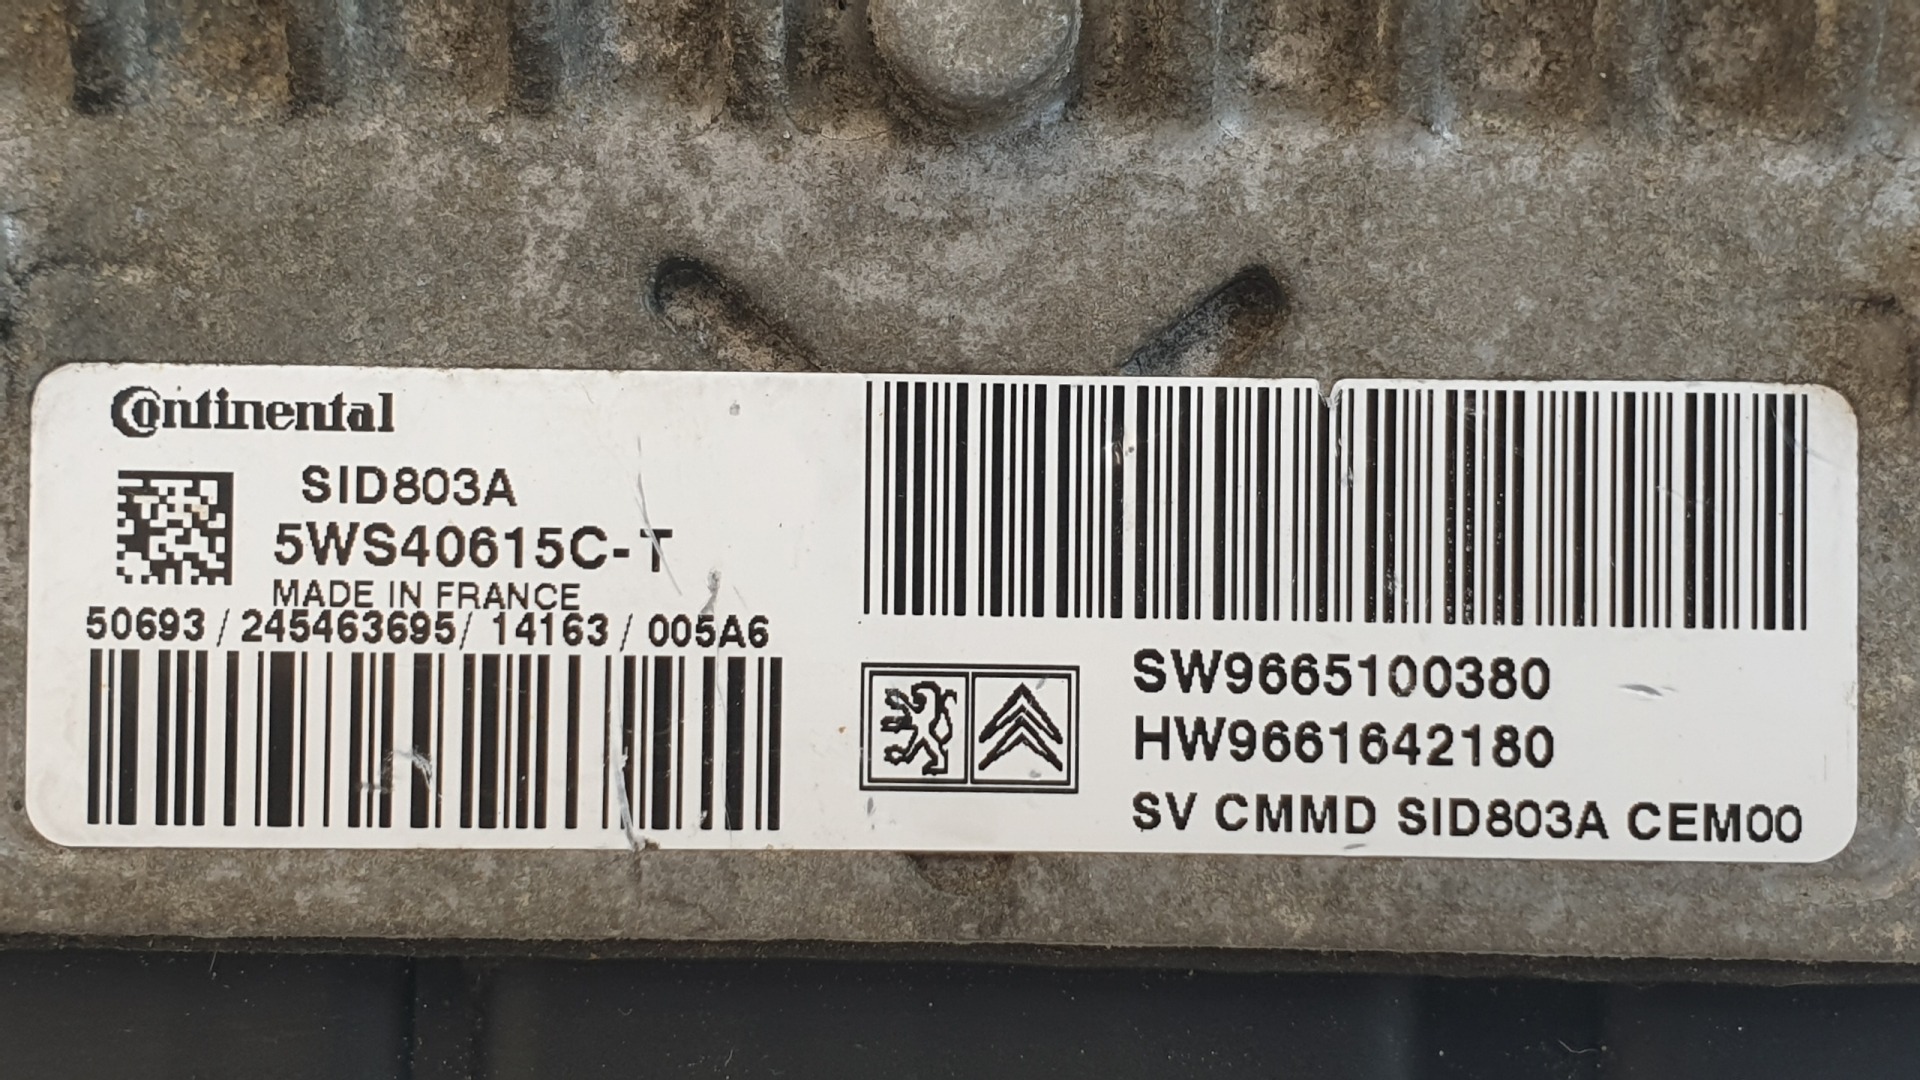 Continental
SID803A
5WS40615C-T
MADE IN FRANCE
50693/245463695/14163/005A6
SW9665100380
HW9661642180
SV CMMD SID803A CEM00